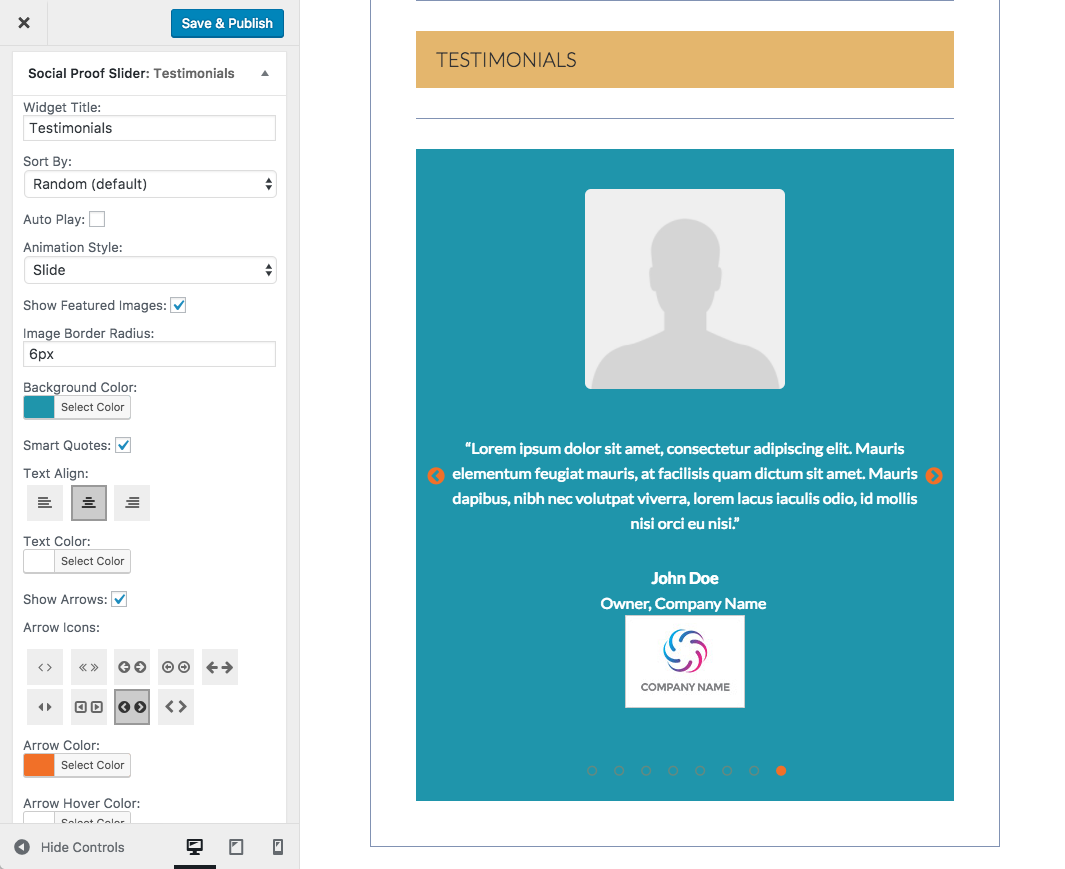 Save & Publish
Social Proof Slider: Testimonials
Widget Title:
Testimonials
Sort By:
Random (default)
Auto Play:
Animation Style:
Slide
Show Featured Images:
Image Border Radius:
6px
Background Color:
Select Color
Smart Quotes:
Text Align:
Text Color:
Select Color
Show Arrows:
Arrow Icons:
Arrow Color:
Select Color
Arrow Hover Color:
Select Color
Hide Controls
TESTIMONIALS
“Lorem ipsum dolor sit amet, consectetur adipiscing elit. Mauris
elementum feugiat mauris, at facilisis quam dictum sit amet. Mauris
dapibus, nibh nec volutpat viverra, lorem lacus iaculis odio, id mollis
nisi orci eu nisi.”
John Doe
Owner, Company Name
COMPANY NAME